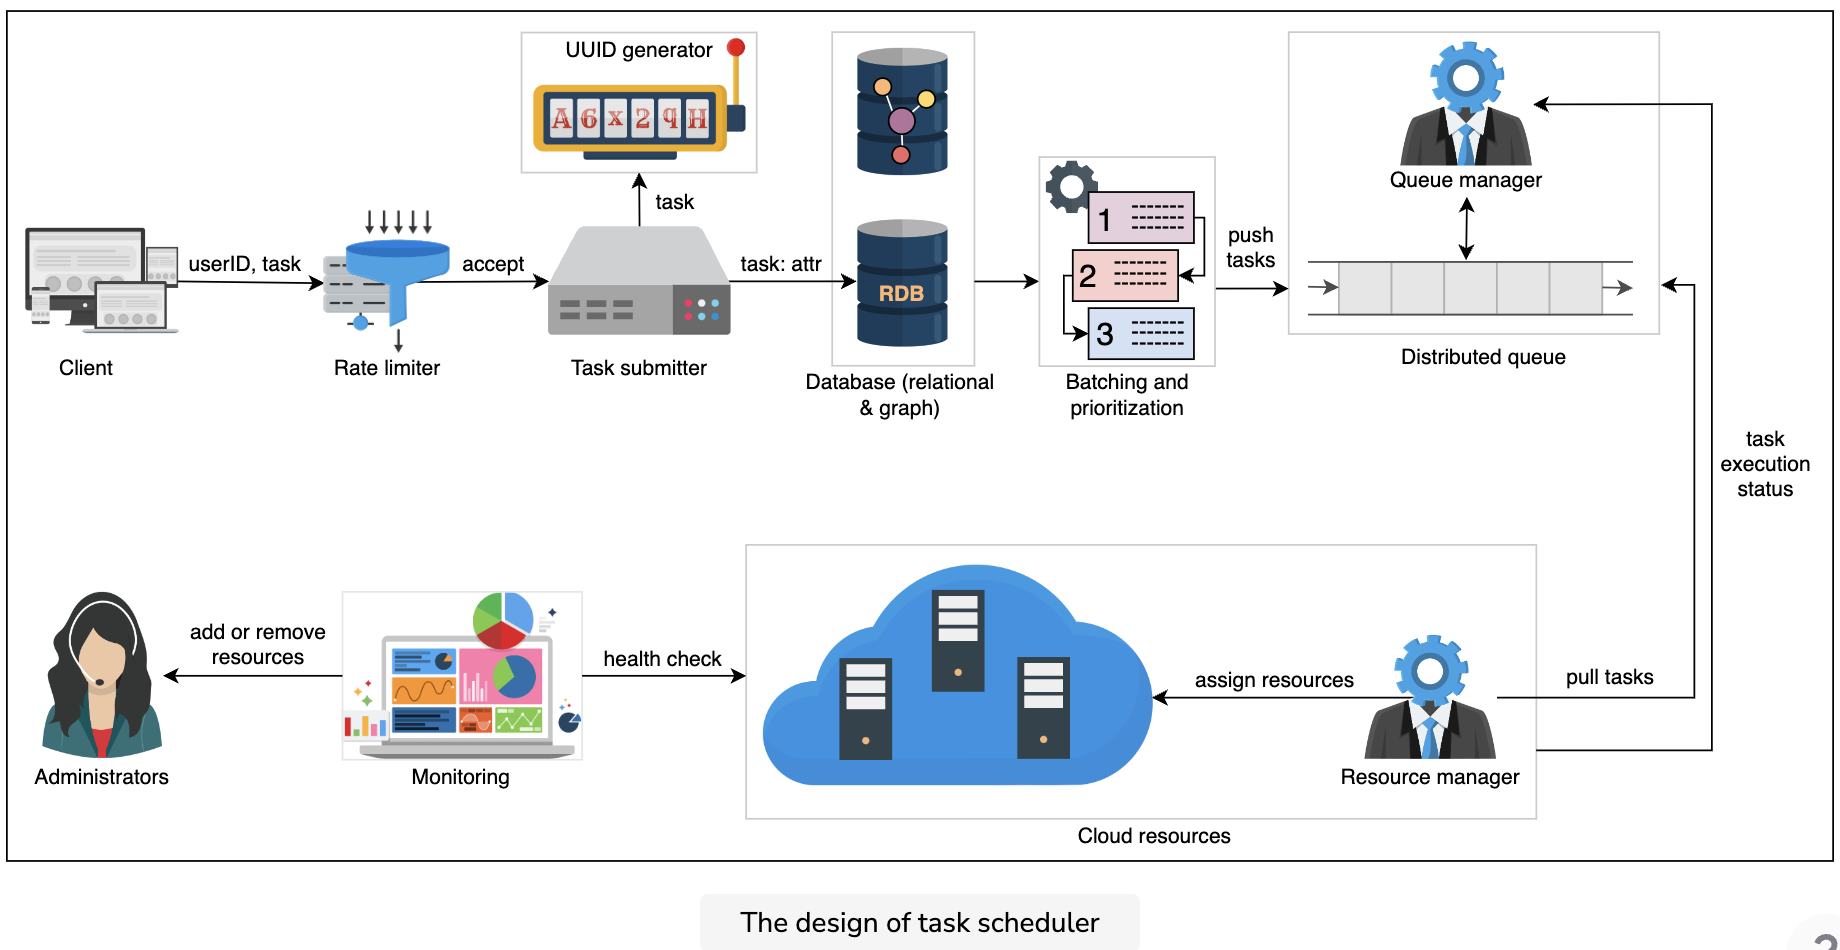 UUID generator
A6x29H
task
userID, task
accept
task: attr
RDB
1
2
3
push
tasks
Queue manager
Client
Rate limiter
Task submitter
Database (relational
& graph)
Batching and
prioritization
Distributed queue
task
execution
status
add or remove
resources
health check
assign resources
pull tasks
Administrators
Monitoring
Resource manager
Cloud resources
The design of task scheduler